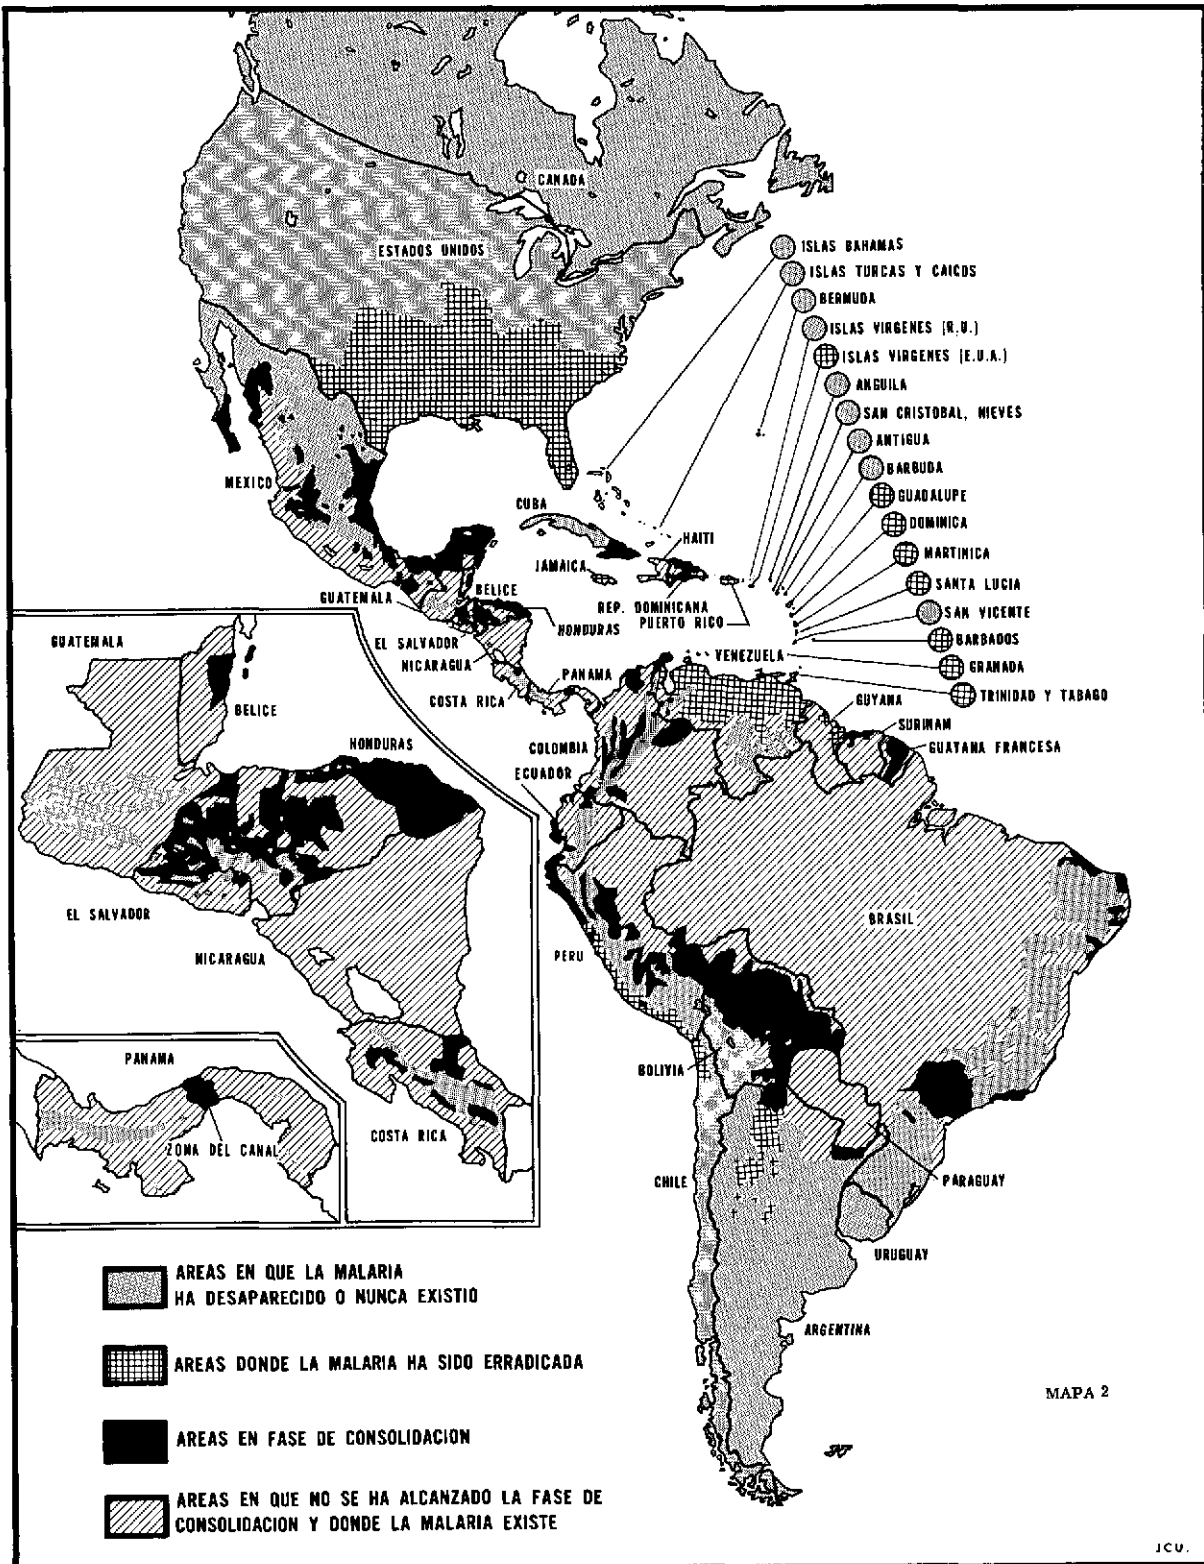 CANADA
ESTADOS UNIDOS
ISLAS BAHAMAS
ISLAS TURCAS Y CAICOS
BERMUDA
ISLAS VIRGENES (R.U.)
ISLAS VIRGENES (E.U.A.)
ANGUILA
SAN CRISTOBAL, NIEVES
ANTIGUA
BARBUDA
GUADALUPE
DOMINICA
MARTINICA
SANTA LUCIA
SAN VICENTE
BARBADOS
GRANADA
TRINIDAD Y TABAGO
MEXICO
CUBA
HAITI
JAMAICA
REP. DOMINICANA
PUERTO RICO
GUATEMALA
BELICE
HONDURAS
EL SALVADOR
NICARAGUA
COSTA RICA
PANAMA
VENEZUELA
GUYANA
SURINAM
GUAYANA FRANCESA
COLOMBIA
ECUADOR
PERU
BRASIL
BOLIVIA
CHILE
PARAGUAY
URUGUAY
ARGENTINA
GUATEMALA
BELICE
HONDURAS
EL SALVADOR
NICARAGUA
COSTA RICA
PANAMA
ZONA DEL CANAL
AREAS EN QUE LA MALARIA
HA DESAPARECIDO O NUNCA EXISTIO
AREAS DONDE LA MALARIA HA SIDO ERRADICADA
AREAS EN FASE DE CONSOLIDACION
AREAS EN QUE NO SE HA ALCANZADO LA FASE DE
CONSOLIDACION Y DONDE LA MALARIA EXISTE
MAPA 2
JCU.